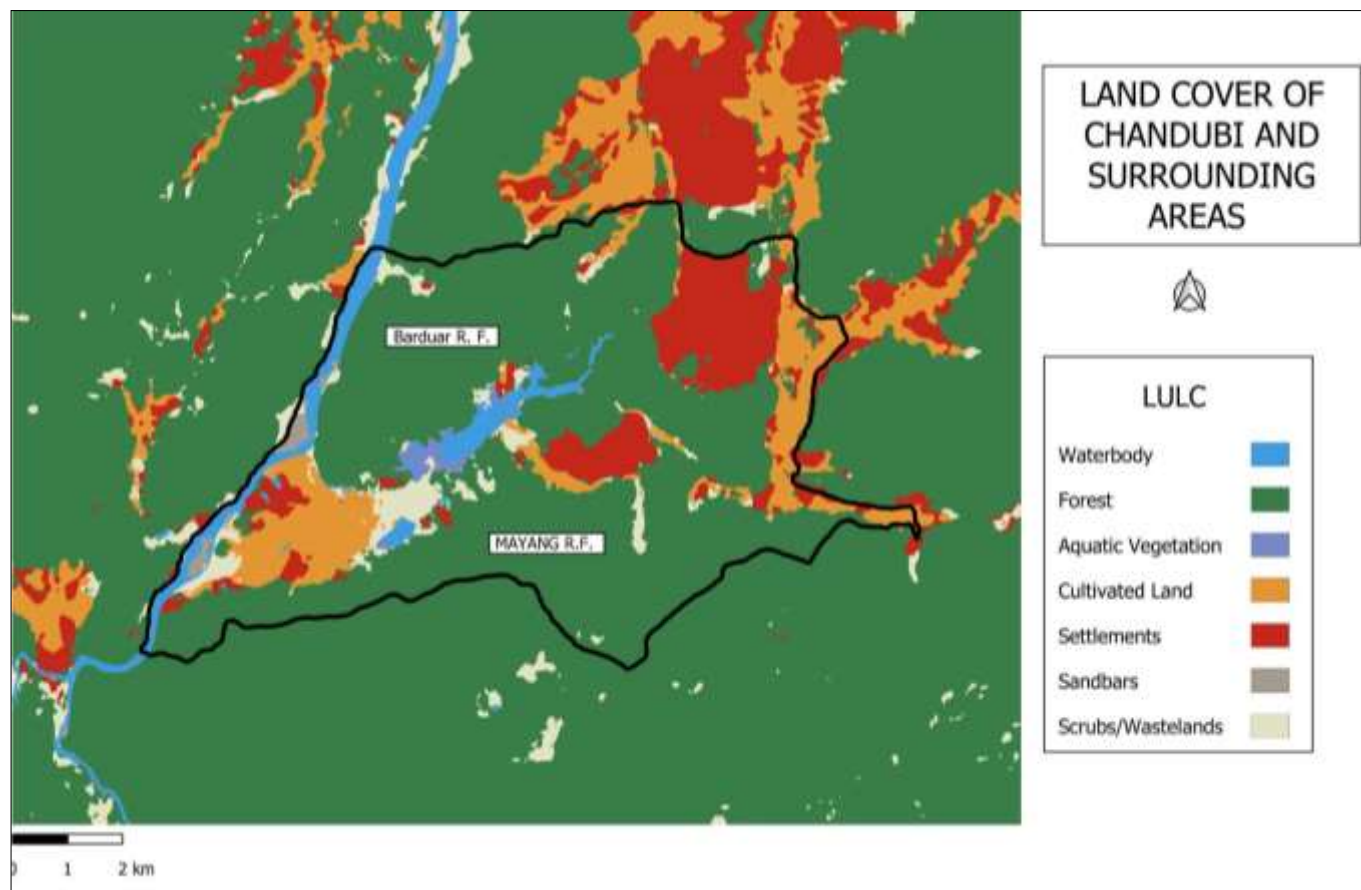 LAND COVER OF
CHANDUBI AND
SURROUNDING
AREAS
Barduar R. F.
MAYANG R.F.
LULC
Waterbody
Forest
Aquatic Vegetation
Cultivated Land
Settlements
Sandbars
Scrubs/Wastelands
0 1 2 km